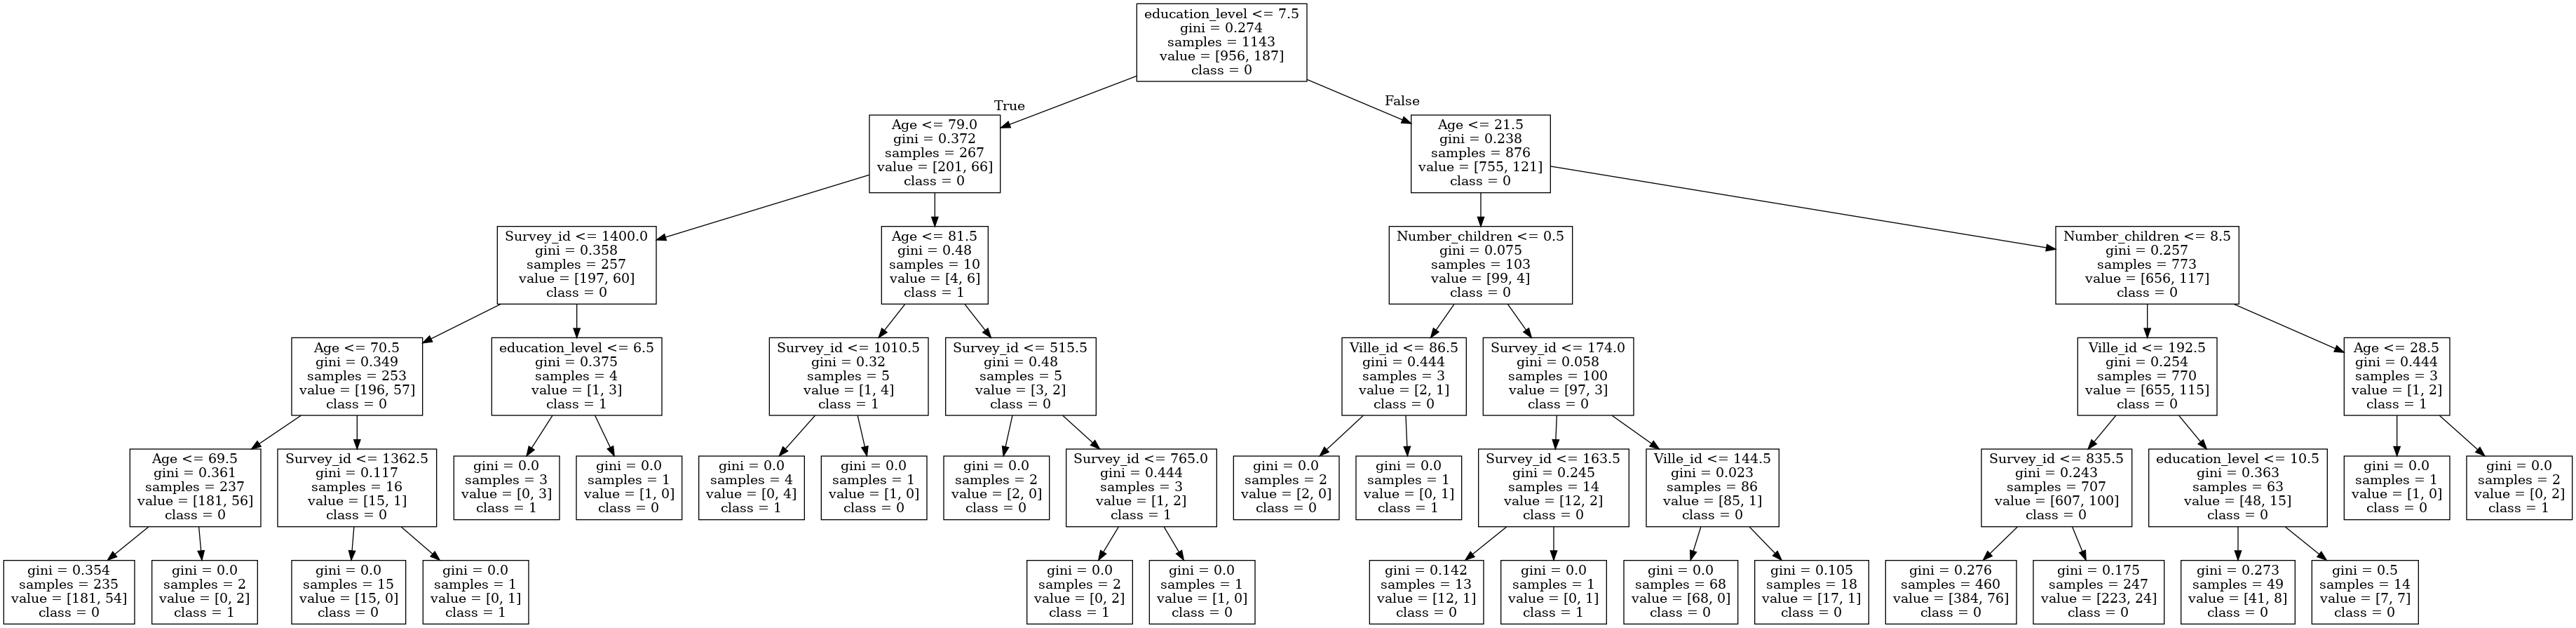 education_level <= 7.5
gini = 0.274
samples = 1143
value = [956, 187]
class = 0
True
False
Age <= 79.0
gini = 0.372
samples = 267
value = [201, 66]
class = 0
Age <= 21.5
gini = 0.238
samples = 876
value = [755, 121]
class = 0
Survey_id <= 1400.0
gini = 0.358
samples = 257
value = [197, 60]
class = 0
Age <= 81.5
gini = 0.48
samples = 10
value = [4, 6]
class = 1
Number_children <= 0.5
gini = 0.075
samples = 103
value = [99, 4]
class = 0
Number_children <= 8.5
gini = 0.257
samples = 773
value = [656, 117]
class = 0
Age <= 70.5
gini = 0.349
samples = 253
value = [196, 57]
class = 0
education_level <= 6.5
gini = 0.375
samples = 4
value = [1, 3]
class = 1
Survey_id <= 1010.5
gini = 0.32
samples = 5
value = [1, 4]
class = 1
Survey_id <= 515.5
gini = 0.48
samples = 5
value = [3, 2]
class = 0
Ville_id <= 86.5
gini = 0.444
samples = 3
value = [2, 1]
class = 0
Survey_id <= 174.0
gini = 0.058
samples = 100
value = [97, 3]
class = 0
Ville_id <= 192.5
gini = 0.254
samples = 770
value = [655, 115]
class = 0
Age <= 28.5
gini = 0.444
samples = 3
value = [1, 2]
class = 1
Age <= 69.5
gini = 0.361
samples = 237
value = [181, 56]
class = 0
Survey_id <= 1362.5
gini = 0.117
samples = 16
value = [15, 1]
class = 0
gini = 0.0
samples = 3
value = [0, 3]
class = 1
gini = 0.0
samples = 1
value = [1, 0]
class = 0
gini = 0.0
samples = 4
value = [0, 4]
class = 1
gini = 0.0
samples = 1
value = [1, 0]
class = 0
gini = 0.0
samples = 2
value = [2, 0]
class = 0
Survey_id <= 765.0
gini = 0.444
samples = 3
value = [1, 2]
class = 1
gini = 0.0
samples = 2
value = [2, 0]
class = 0
gini = 0.0
samples = 1
value = [0, 1]
class = 1
Survey_id <= 163.5
gini = 0.245
samples = 14
value = [12, 2]
class = 0
Ville_id <= 144.5
gini = 0.023
samples = 86
value = [85, 1]
class = 0
Survey_id <= 835.5
gini = 0.243
samples = 707
value = [607, 100]
class = 0
education_level <= 10.5
gini = 0.363
samples = 63
value = [48, 15]
class = 0
gini = 0.0
samples = 1
value = [1, 0]
class = 0
gini = 0.0
samples = 2
value = [0, 2]
class = 1
gini = 0.354
samples = 235
value = [181, 54]
class = 0
gini = 0.0
samples = 2
value = [0, 2]
class = 1
gini = 0.0
samples = 15
value = [15, 0]
class = 0
gini = 0.0
samples = 1
value = [0, 1]
class = 1
gini = 0.0
samples = 2
value = [0, 2]
class = 1
gini = 0.0
samples = 1
value = [1, 0]
class = 0
gini = 0.142
samples = 13
value = [12, 1]
class = 0
gini = 0.0
samples = 1
value = [0, 1]
class = 1
gini = 0.0
samples = 68
value = [68, 0]
class = 0
gini = 0.105
samples = 18
value = [17, 1]
class = 0
gini = 0.276
samples = 460
value = [384, 76]
class = 0
gini = 0.175
samples = 247
value = [223, 24]
class = 0
gini = 0.273
samples = 49
value = [41, 8]
class = 0
gini = 0.5
samples = 14
value = [7, 7]
class = 0